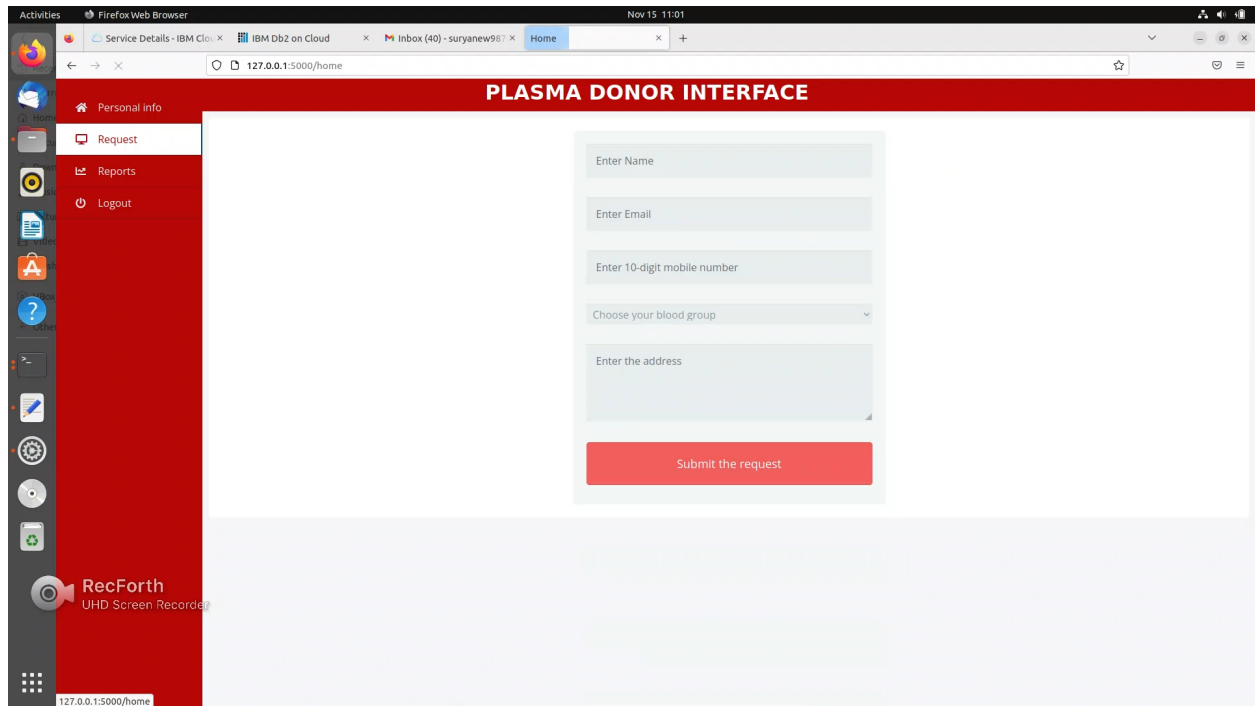 Activities Firefox Web Browser Nov 15 11:01
Service Details - IBM Clou × IBM Db2 on Cloud × Inbox (40) - suryanew987 × Home × +
127.0.0.1:5000/home
PLASMA DONOR INTERFACE
Personal info
Request
Reports
Logout
Enter Name
Enter Email
Enter 10-digit mobile number
Choose your blood group
Enter the address
Submit the request
RecForth
UHD Screen Recorder
127.0.0.1:5000/home